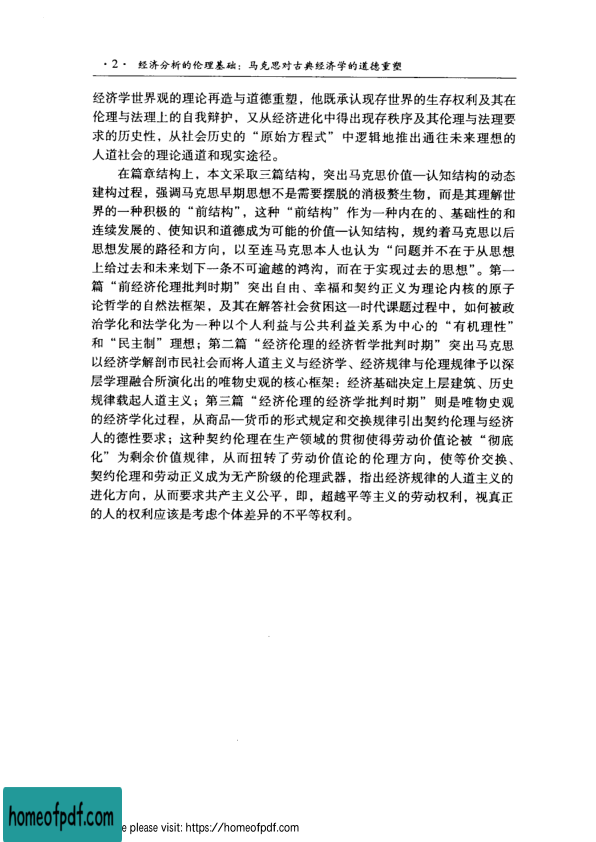 · 2 · 经济分析的伦理基础：马克思对古典经济学的道德重塑
经济学世界观的理论再造与道德重塑，他既承认现存世界的生存权利及其在
伦理与法理上的自我辩护，又从经济进化中得出现存秩序及其伦理与法理要
求的历史性，从社会历史的“原始方程式”中逻辑地推出通往未来理想的
人道社会的理论通道和现实途径。
在篇章结构上，本文采取三篇结构，突出马克思价值—认知结构的动态
建构过程，强调马克思早期思想不是需要摆脱的消极赘生物，而是其理解世
界的一种积极的“前结构”，这种“前结构”作为一种内在的、基础性的和
连续发展的、使知识和道德成为可能的价值—认知结构，规约着马克思以后
思想发展的路径和方向，以至连马克思本人也认为“问题并不在于从思想
上给过去和未来划下一条不可逾越的鸿沟，而在于实现过去的思想”。第一
篇“前经济伦理批判时期”突出自由、幸福和契约正义为理论内核的原子
论哲学的自然法框架，及其在解答社会贫困这一时代课题过程中，如何被政
治学化和法学化为一种以个人利益与公共利益关系为中心的“有机理性”
和“民主制”理想；第二篇“经济伦理的经济哲学批判时期”突出马克思
以经济学解剖市民社会而将人道主义与经济学、经济规律与伦理规律予以深
层学理融合所演化出的唯物史观的核心框架：经济基础决定上层建筑、历史
规律载起人道主义；第三篇“经济伦理的经济学批判时期”则是唯物史观
的经济学化过程，从商品—货币的形式规定和交换规律引出契约伦理与经济
人的德性要求；这种契约伦理在生产领域的贯彻使得劳动价值论被“彻底
化”为剩余价值规律，从而扭转了劳动价值论的伦理方向，使等价交换、
契约伦理和劳动正义成为无产阶级的伦理武器，指出经济规律的人道主义的
进化方向，从而要求共产主义公平，即，超越平等主义的劳动权利，视真正
的人的权利应该是考虑个体差异的不平等权利。
homeofpdf.com
e please visit: https://homeofpdf.com